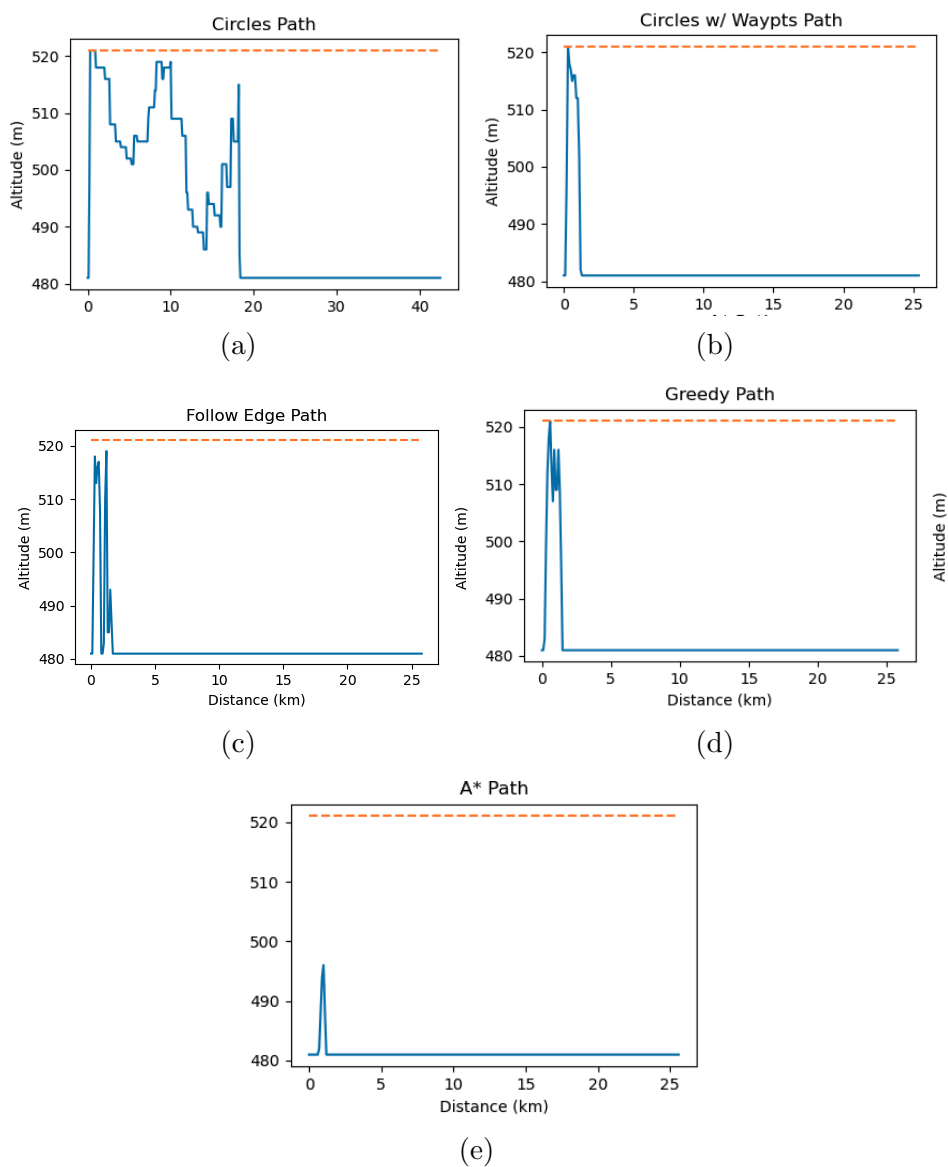 Circles Path
Altitude (m)
520
510
500
490
480
0 10 20 30 40
(a)
Circles w/ Waypts Path
Altitude (m)
520
510
500
490
480
0 5 10 15 20 25
(b)
Follow Edge Path
Altitude (m)
520
510
500
490
480
0 5 10 15 20 25
Distance (km)
(c)
Greedy Path
Altitude (m)
520
510
500
490
480
0 5 10 15 20 25
Distance (km)
(d)
Altitude (m)
A* Path
520
510
500
490
480
0 5 10 15 20 25
Distance (km)
(e)